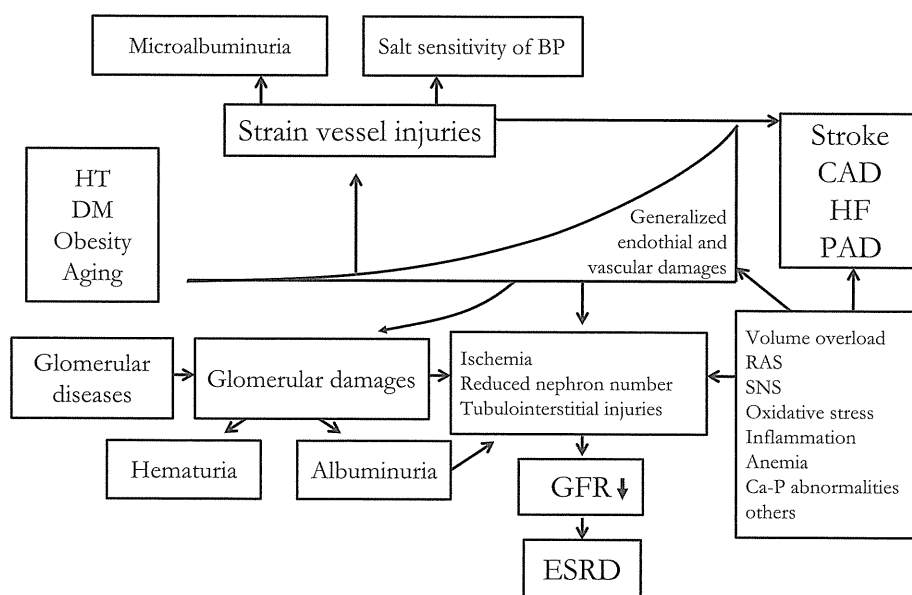 Microalbuminuria
Salt sensitivity of BP
Strain vessel injuries
Stroke
CAD
HF
PAD
HT
DM
Obesity
Aging
Generalized
endothial and
vascular damages
Glomerular
diseases
Glomerular damages
Ischemia
Reduced nephron number
Tubulointerstitial injuries
Volume overload
RAS
SNS
Oxidative stress
Inflammation
Anemia
Ca-P abnormalities
others
Hematuria
Albuminuria
GFR
ESRD